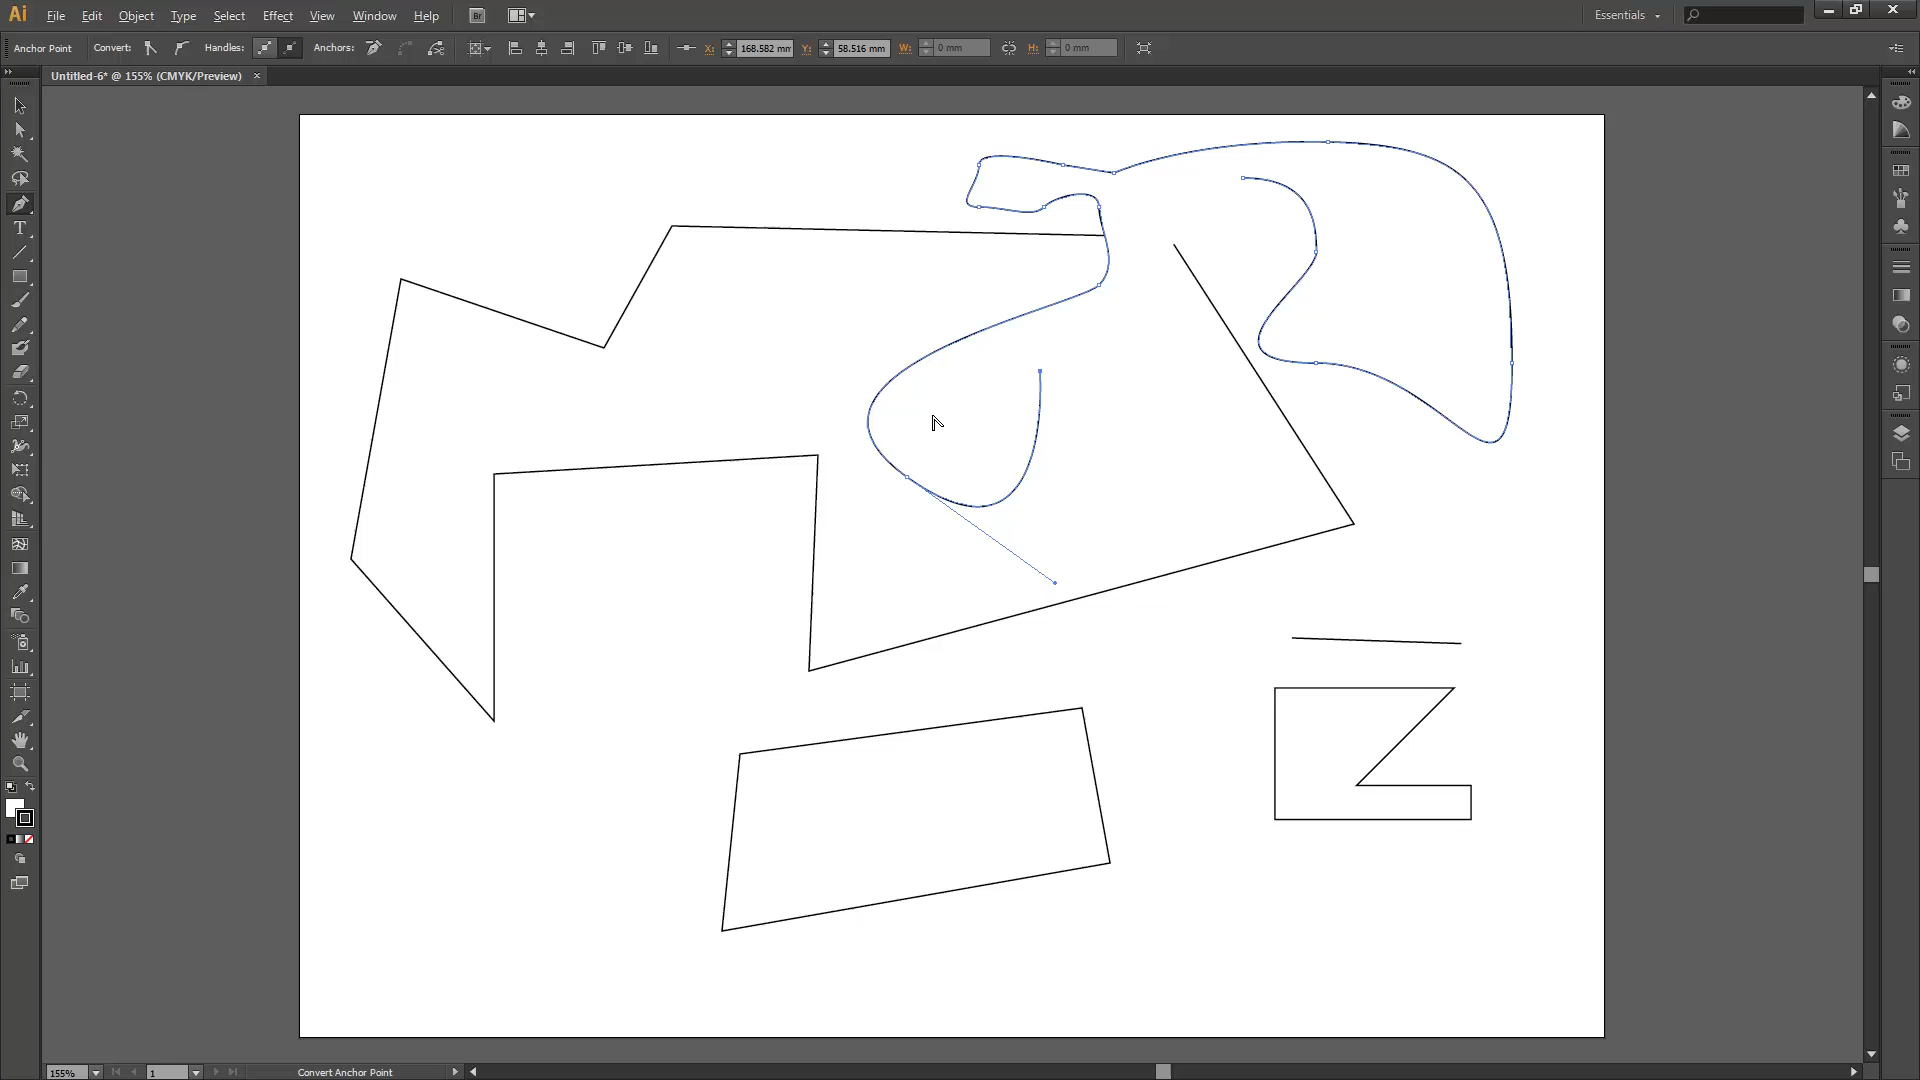 Ai File Edit Object Type Select Effect View Window Help Br Essentials
Anchor Point Convert: Handles: Anchors: X: 168.582 mm Y: 58.516 mm W: 0 mm H: 0 mm
Untitled-6* @ 155% (CMYK/Preview)
T
155% 1 Convert Anchor Point